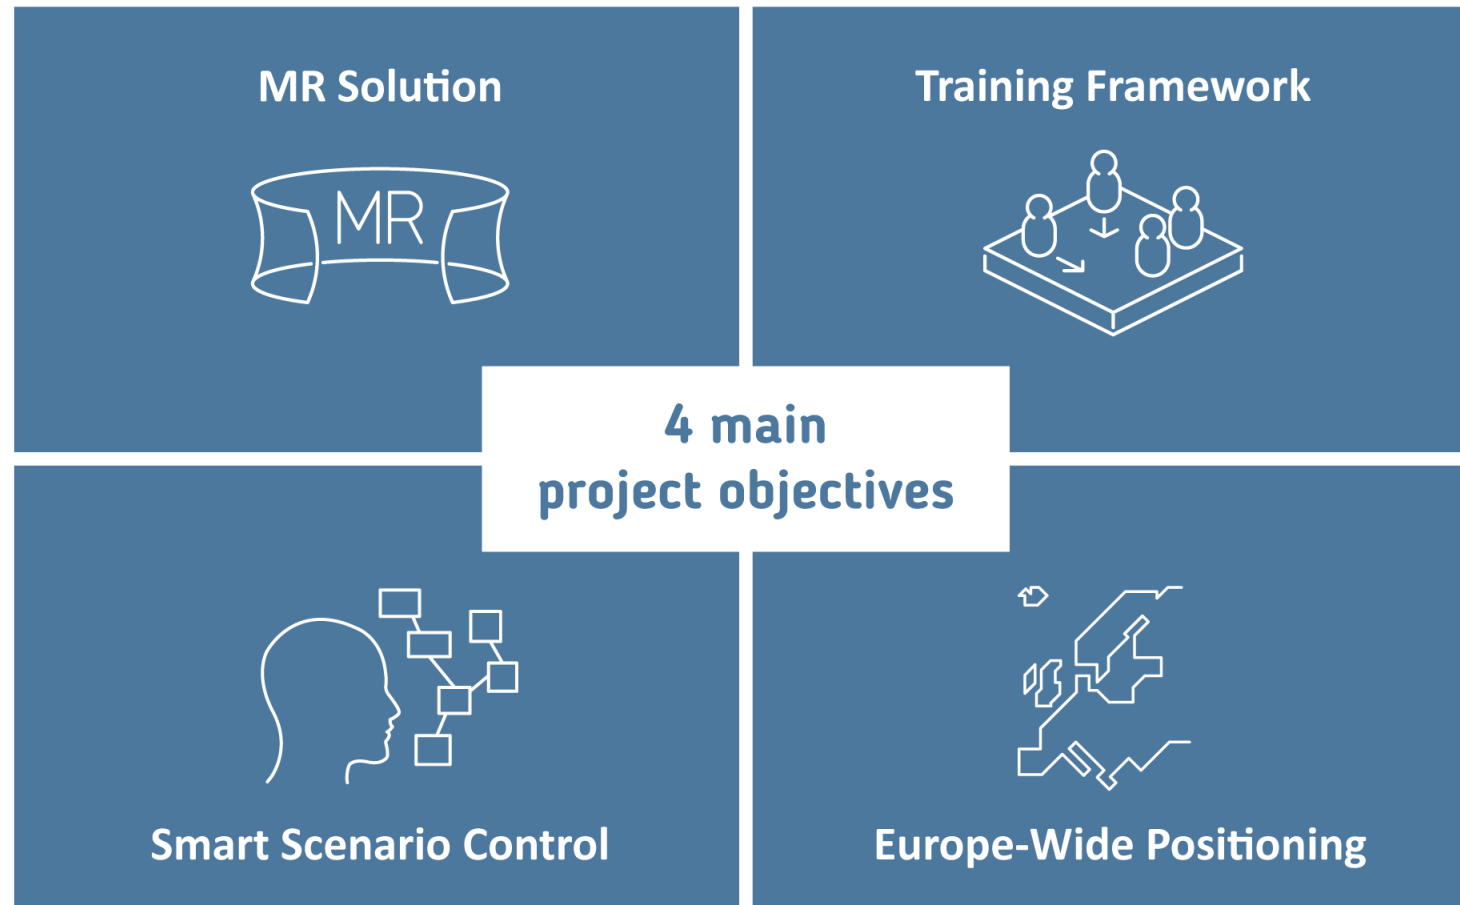 MR Solution
MR
Training Framework
4 main
project objectives
Smart Scenario Control
Europe-Wide Positioning